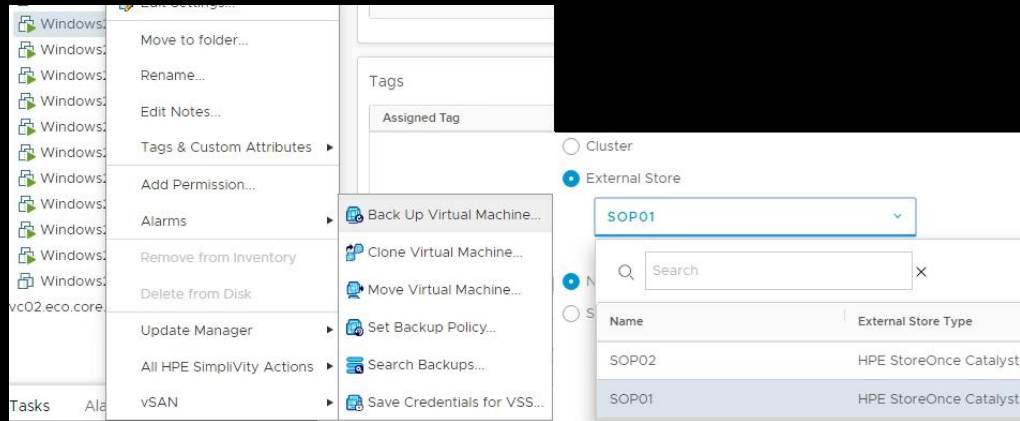 Edit Settings...
Windows2
Move to folder...
Windows2
Rename...
Windows2
Edit Notes...
Windows2
Tags & Custom Attributes
Windows2
Windows2
Add Permission...
Windows2
Alarms
Windows2
Windows2
Remove from Inventory
Windows2
Delete from Disk
Windows2
vc02.eco.core.
Update Manager
All HPE SimpliVity Actions
vSAN
Tasks
Ala
Tags
Assigned Tag
Back Up Virtual Machine...
Clone Virtual Machine...
Move Virtual Machine...
Set Backup Policy...
Search Backups...
Save Credentials for VSS...
Cluster
External Store
SOP01
N
S
Search
Name
External Store Type
SOP02
HPE StoreOnce Catalyst
SOP01
HPE StoreOnce Catalyst